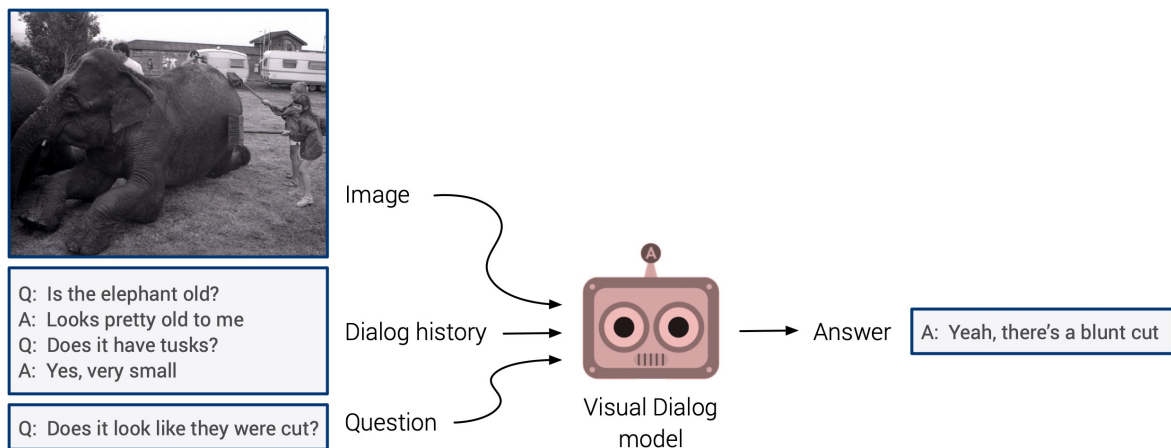 Image
Q: Is the elephant old?
A: Looks pretty old to me
Q: Does it have tusks?
A: Yes, very small
Dialog history
Q: Does it look like they were cut?
Question
A
Visual Dialog
model
Answer
A: Yeah, there's a blunt cut